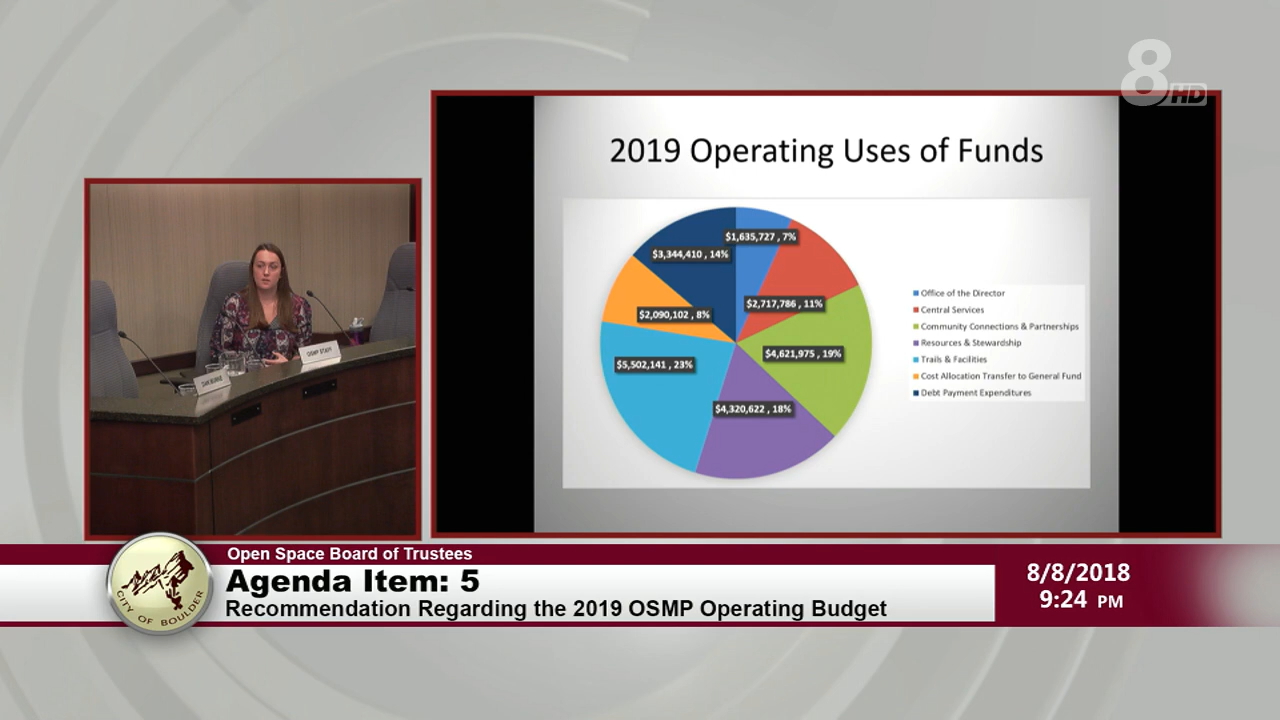 8HD
2019 Operating Uses of Funds
$1,635,727 , 7%
$3,344,410 , 14%
$2,717,786 , 11%
$2,090,102 , 8%
$4,621,975 , 19%
$5,502,141 , 23%
$4,320,622 , 18%
Office of the Director
Central Services
Community Connections & Partnerships
Resources & Stewardship
Trails & Facilities
Cost Allocation Transfer to General Fund
Debt Payment Expenditures
OSMP STAFF
DAN BURKE
Open Space Board of Trustees
Agenda Item: 5
Recommendation Regarding the 2019 OSMP Operating Budget
CITY OF BOULDER
8/8/2018
9:24 PM